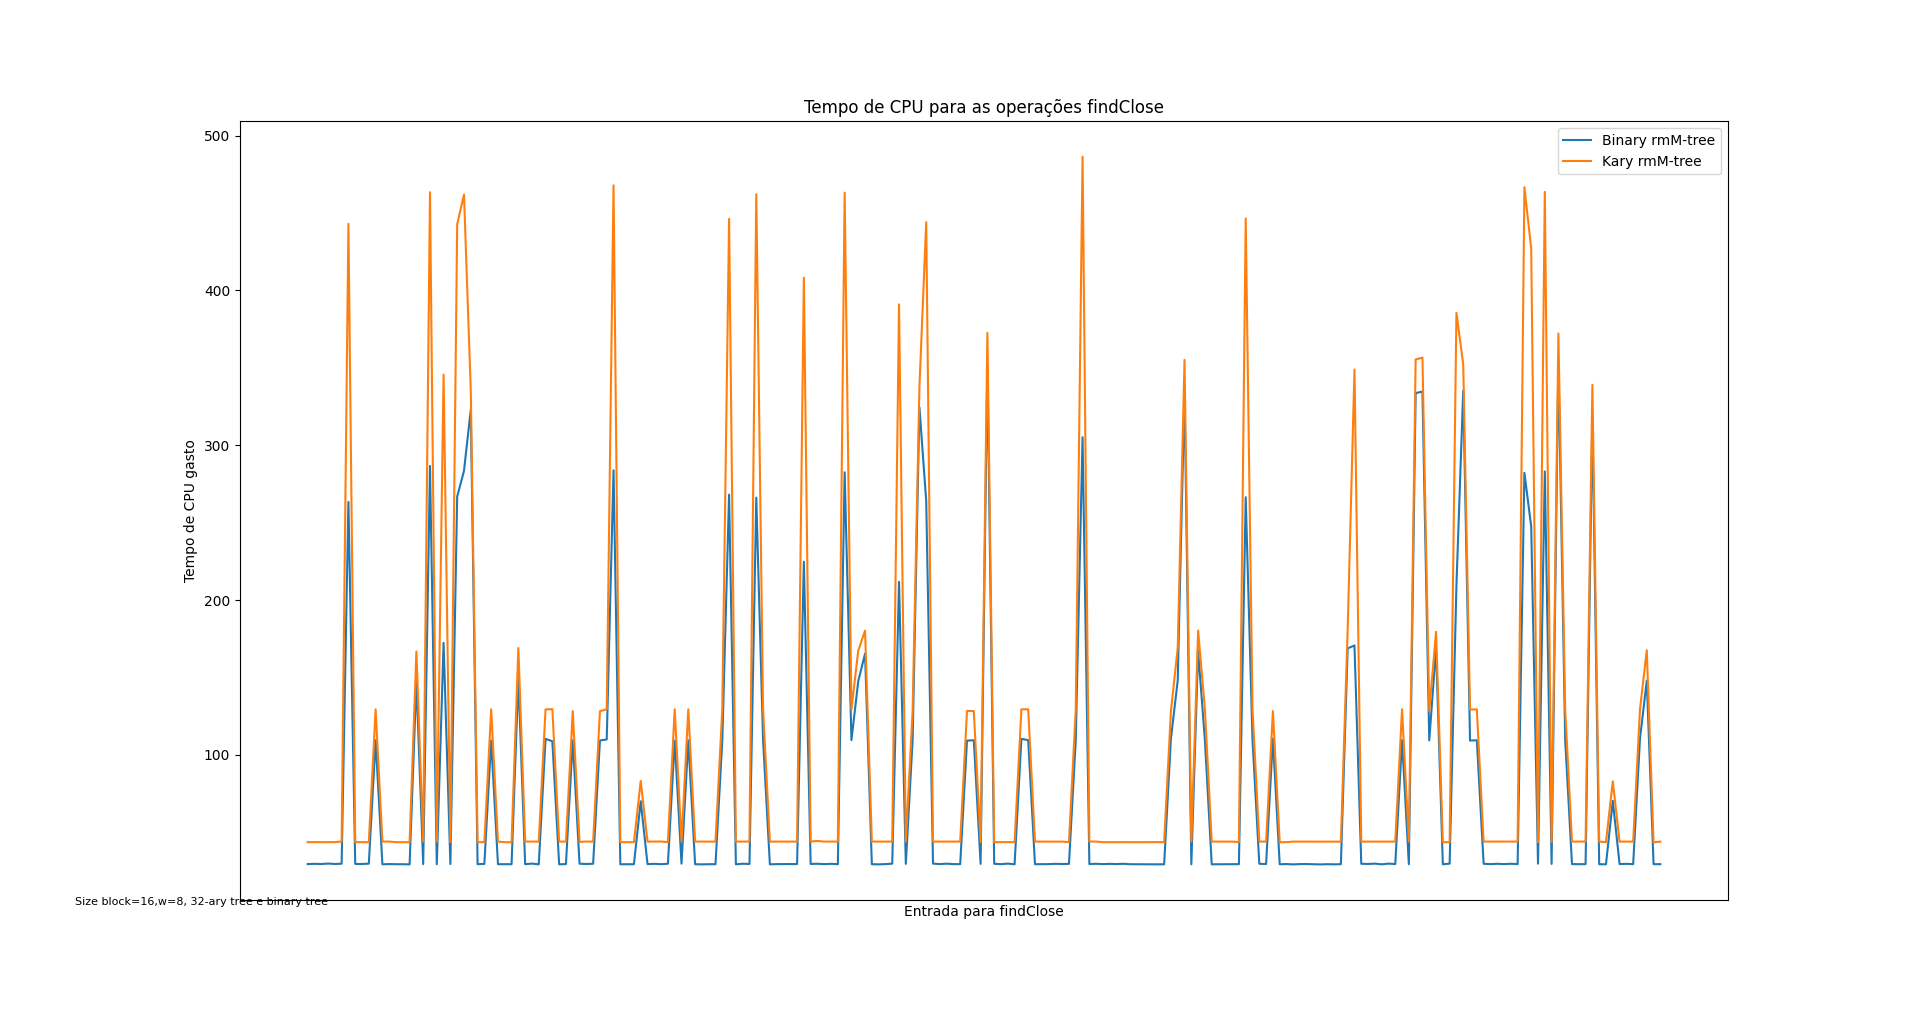 Tempo de CPU para as operações findClose
500
400
300
200
100
Tempo de CPU gasto
Binary rmM-tree
Kary rmM-tree
Size block=16,w=8, 32-ary tree e binary tree
Entrada para findClose